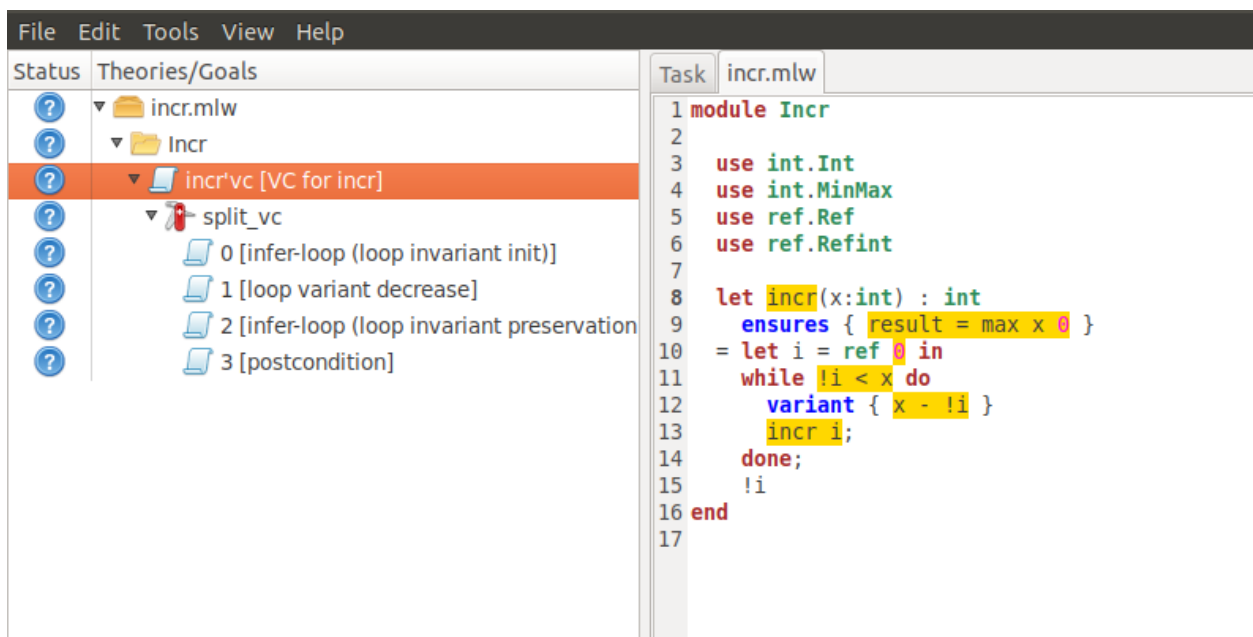 File Edit Tools View Help
Status Theories/Goals
incr.mlw
Incr
incr'vc [VC for incr]
split_vc
0 [infer-loop (loop invariant init)]
1 [loop variant decrease]
2 [infer-loop (loop invariant preservation
3 [postcondition]
Task incr.mlw
1 module Incr
2
3 use int.Int
4 use int.MinMax
5 use ref.Ref
6 use ref.Refint
7
8 let incr(x:int) : int
9 ensures { result = max x 0 }
10 = let i = ref 0 in
11 while !i < x do
12 variant { x - !i }
13 incr i;
14 done;
15 !i
16 end
17